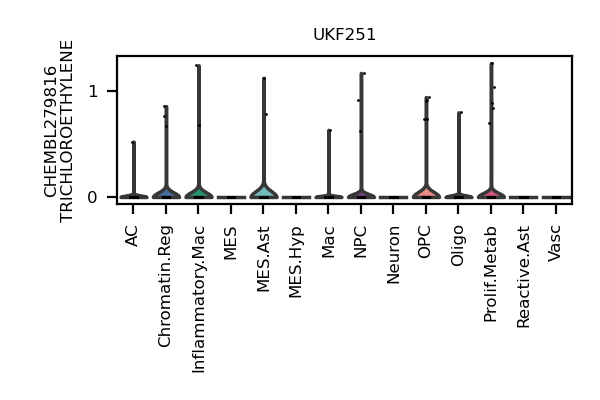 UKF251
CHEMBL279816
TRICHLOROETHYLENE
1
0
AC
Chromatin.Reg
Inflammatory.Mac
MES
MES.Ast
MES.Hyp
Mac
NPC
Neuron
OPC
Oligo
Prolif.Metab
Reactive.Ast
Vasc